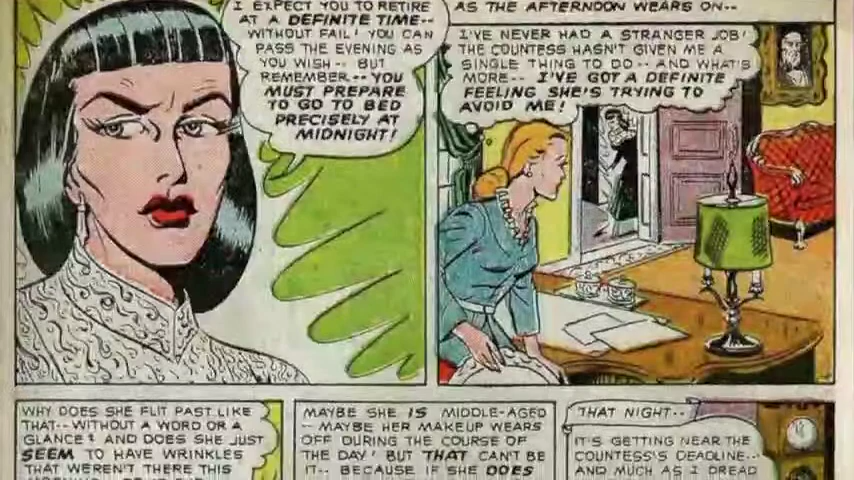 I EXPECT YOU TO RETIRE
AT A DEFINITE TIME--
WITHOUT FAIL! YOU CAN
PASS THE EVENING AS
YOU WISH-- BUT
REMEMBER-- YOU
MUST PREPARE
TO GO TO BED
PRECISELY AT
MIDNIGHT!
AS THE AFTERNOON WEARS ON--
I'VE NEVER HAD A STRANGER JOB!
THE COUNTESS HASN'T GIVEN ME A
SINGLE THING TO DO-- AND WHAT'S
MORE-- I'VE GOT A DEFINITE
FEELING SHE'S TRYING TO
AVOID ME!
WHY DOES SHE FLIT PAST LIKE
THAT-- WITHOUT A WORD OR A
GLANCE? AND DOES SHE JUST
SEEM TO HAVE WRINKLES
THAT WEREN'T THERE THIS
MAYBE SHE IS MIDDLE-AGED
-- MAYBE HER MAKEUP WEARS
OFF DURING THE COURSE OF
THE DAY! BUT THAT CAN'T BE
IT-- BECAUSE IF SHE DOES
THAT NIGHT--
IT'S GETTING NEAR THE
COUNTESS'S DEADLINE--
AND MUCH AS I DREAD